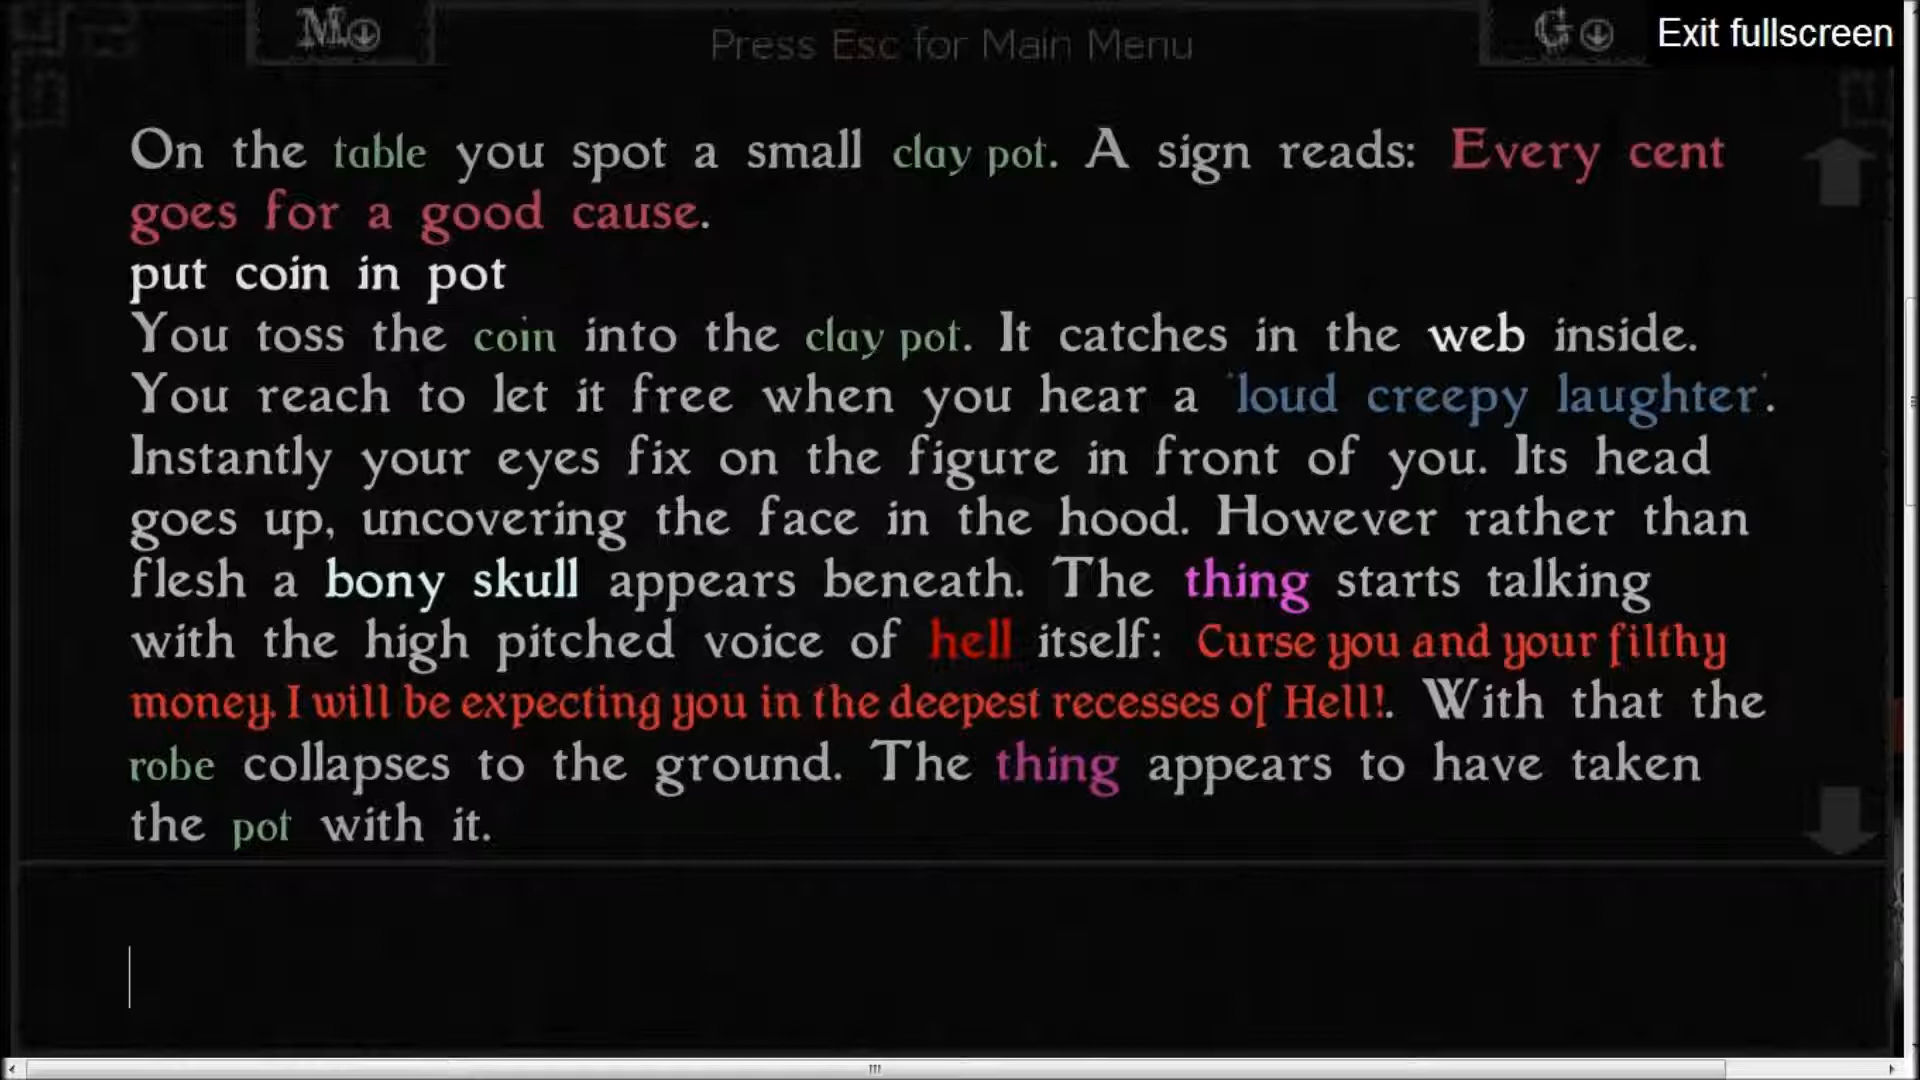 M
Press Esc for Main Menu
G
Exit fullscreen
On the table you spot a small clay pot. A sign reads: Every cent
goes for a good cause.
put coin in pot
You toss the coin into the clay pot. It catches in the web inside.
You reach to let it free when you hear a 'loud creepy laughter'.
Instantly your eyes fix on the figure in front of you. Its head
goes up, uncovering the face in the hood. However rather than
flesh a bony skull appears beneath. The thing starts talking
with the high pitched voice of hell itself: Curse you and your filthy
money. I will be expecting you in the deepest recesses of Hell!. With that the
robe collapses to the ground. The thing appears to have taken
the pot with it.